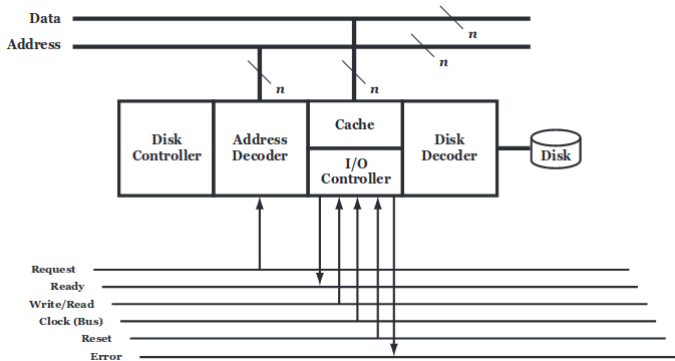 Data
n
Address
n
n
n
Disk
Controller
Address
Decoder
Cache
I/O
Controller
Disk
Decoder
Disk
Request
Ready
Write/Read
Clock (Bus)
Reset
Error